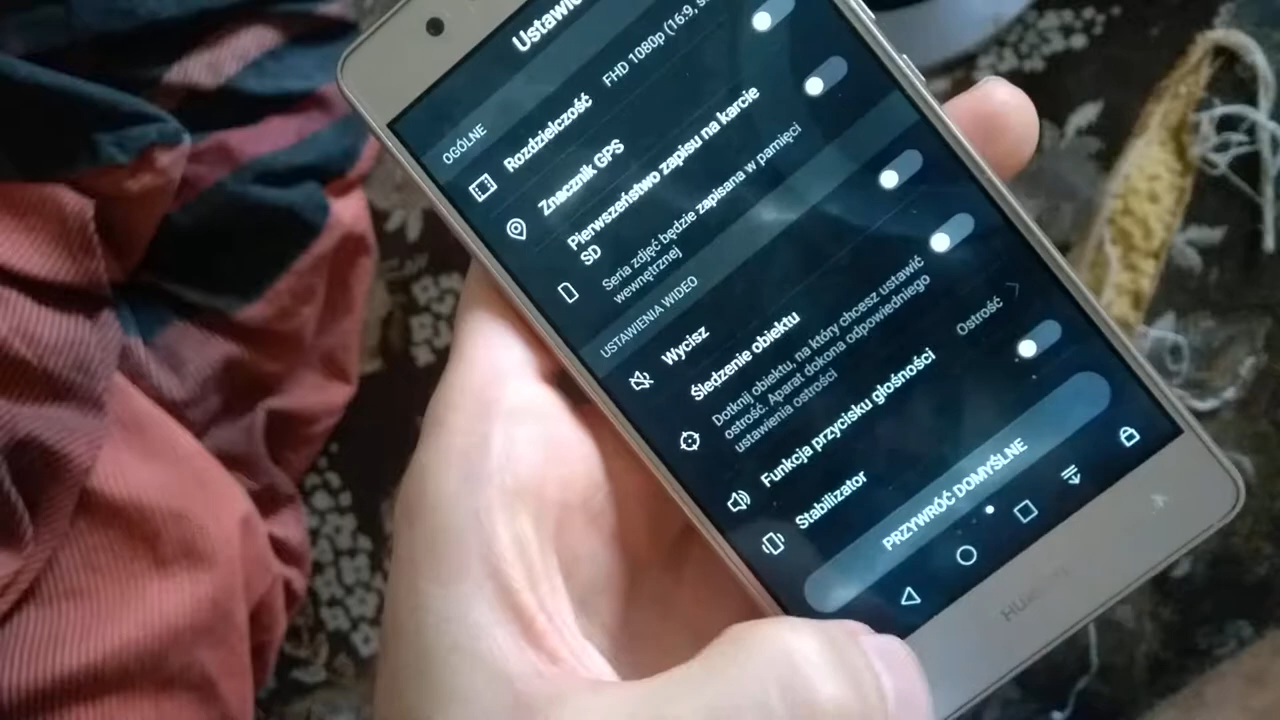 Ustawie
OGÓLNE
Rozdzielczość
FHD 1080p (16:9,
Znacznik GPS
Pierwszeństwo zapisu na karcie
SD
Seria zdjęć będzie zapisana w pamięci
wewnętrznej
USTAWIENIA WIDEO
Wycisz
Śledzenie obiektu
Dotknij obiektu, na który chcesz ustawić
ostrość. Aparat dokona odpowiedniego
ustawienia ostrości
Funkcja przycisku głośności
Ostrość
Stabilizator
PRZYWRÓĆ DOMYŚLNE